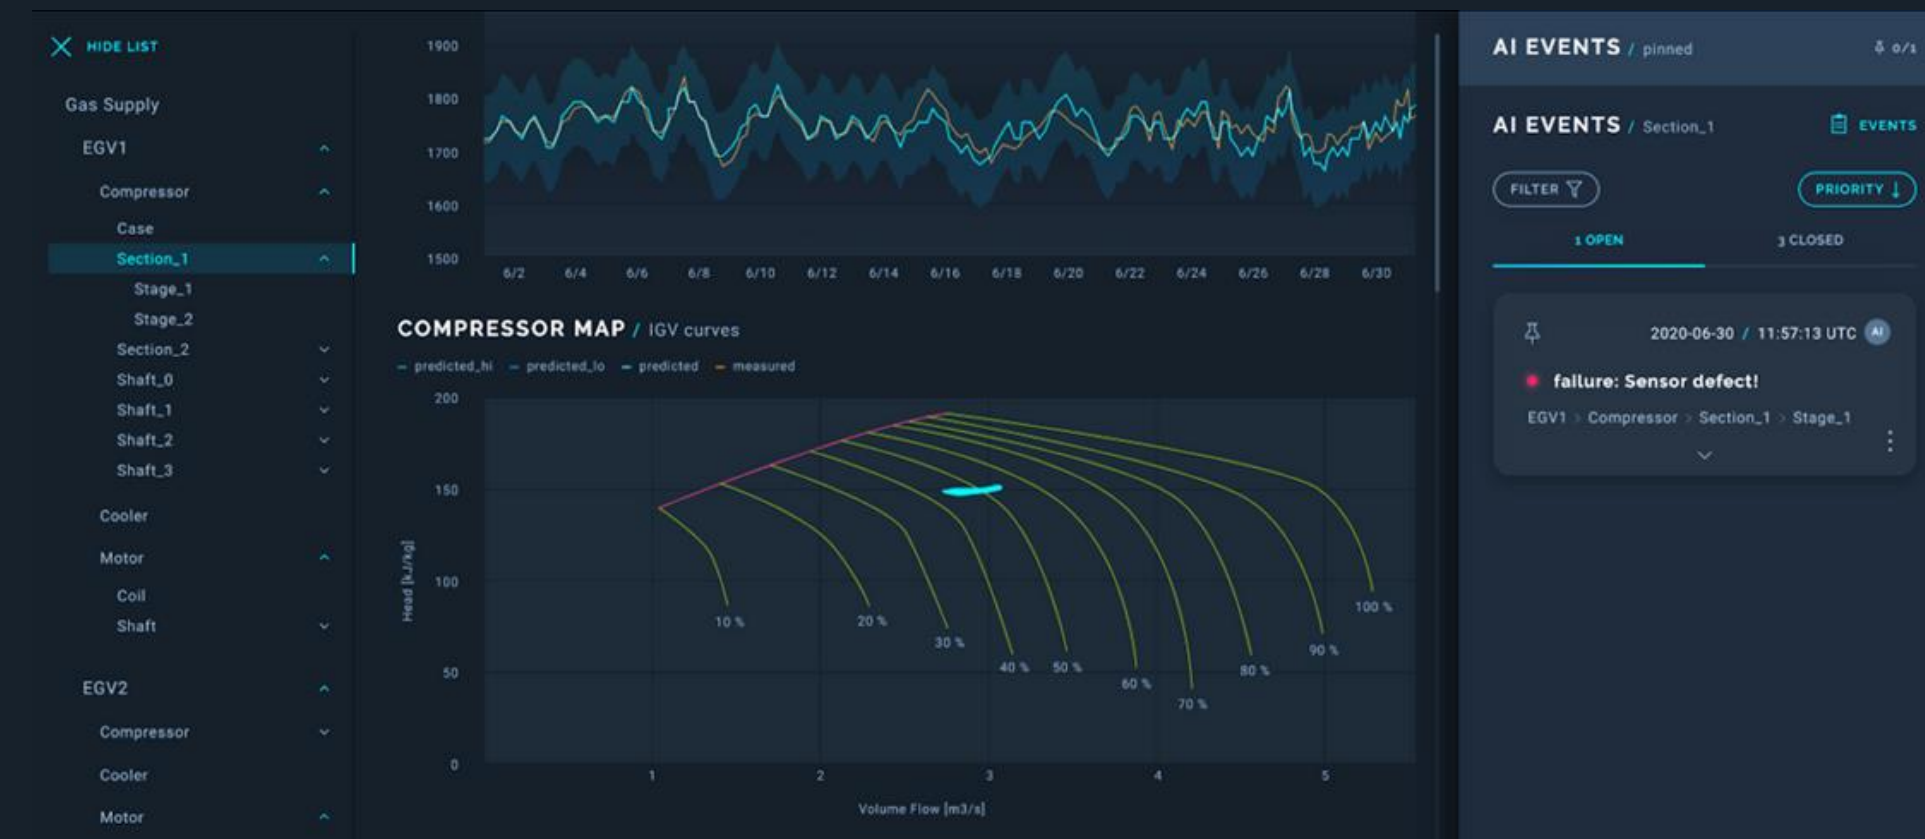 HIDE LIST
Gas Supply
EGV1
Compressor
Case
Section_1
Stage_1
Stage_2
Section_2
Shaft_0
Shaft_1
Shaft_2
Shaft_3
Cooler
Motor
Coil
Shaft
EGV2
Compressor
Cooler
Motor
1900
1800
1700
1600
1500
6/2 6/4 6/6 6/8 6/10 6/12 6/14 6/16 6/18 6/20 6/22 6/24 6/26 6/28 6/30
COMPRESSOR MAP / IGV curves
predicted_hi predicted_lo predicted measured
200
150
100
50
0
Head [kJ/kg]
10 %
20 %
30 %
40 %
50 %
60 %
70 %
80 %
90 %
100 %
1 2 3 4 5
Volume Flow [m3/s]
AI EVENTS / pinned 0/1
AI EVENTS / Section_1 EVENTS
FILTER PRIORITY ↓
1 OPEN 3 CLOSED
2020-06-30 / 11:57:13 UTC AI
failure: Sensor defect!
EGV1 > Compressor > Section_1 > Stage_1